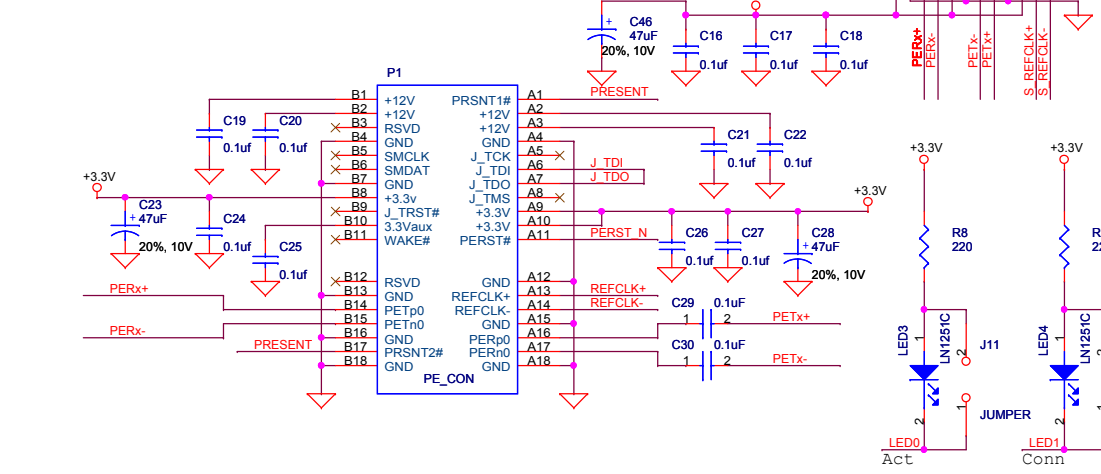 C46
47uF
20%, 10V
C16
0.1uf
C17
0.1uf
C18
0.1uf
PERx+
PERx-
PETx-
PETx+
S_REFCLK+
S_REFCLK-
P1
B1 +12V PRSNT1# A1 PRESENT
B2 +12V +12V A2
B3 RSVD +12V A3
B4 GND GND A4
B5 SMCLK J_TCK A5
B6 SMDAT J_TDI A6 J_TDI
B7 GND J_TDO A7 J_TDO
B8 +3.3v J_TMS A8
B9 J_TRST# +3.3V A9
B10 3.3Vaux +3.3V A10
B11 WAKE# PERST# A11 PERST_N
B12 RSVD GND A12
B13 GND REFCLK+ A13 REFCLK+
B14 PETp0 REFCLK- A14 REFCLK-
B15 PETn0 GND A15
B16 GND PERp0 A16
B17 PRSNT2# PERn0 A17
B18 GND GND A18
PE_CON
C19
0.1uf
C20
0.1uf
C21
0.1uf
C22
0.1uf
+3.3V
C23
47uF
20%, 10V
C24
0.1uf
C25
0.1uf
+3.3V
C26
0.1uf
C27
0.1uf
C28
47uF
20%, 10V
PERx+
PERx-
PRESENT
C29 0.1uF
1 2 PETx+
C30 0.1uF
1 2 PETx-
+3.3V
R8
220
LED3
LN1251C
1
2
J11
2
1
JUMPER
LED0
Act
+3.3V
R
LED4
LN1251C
1
2
LED1
Conn